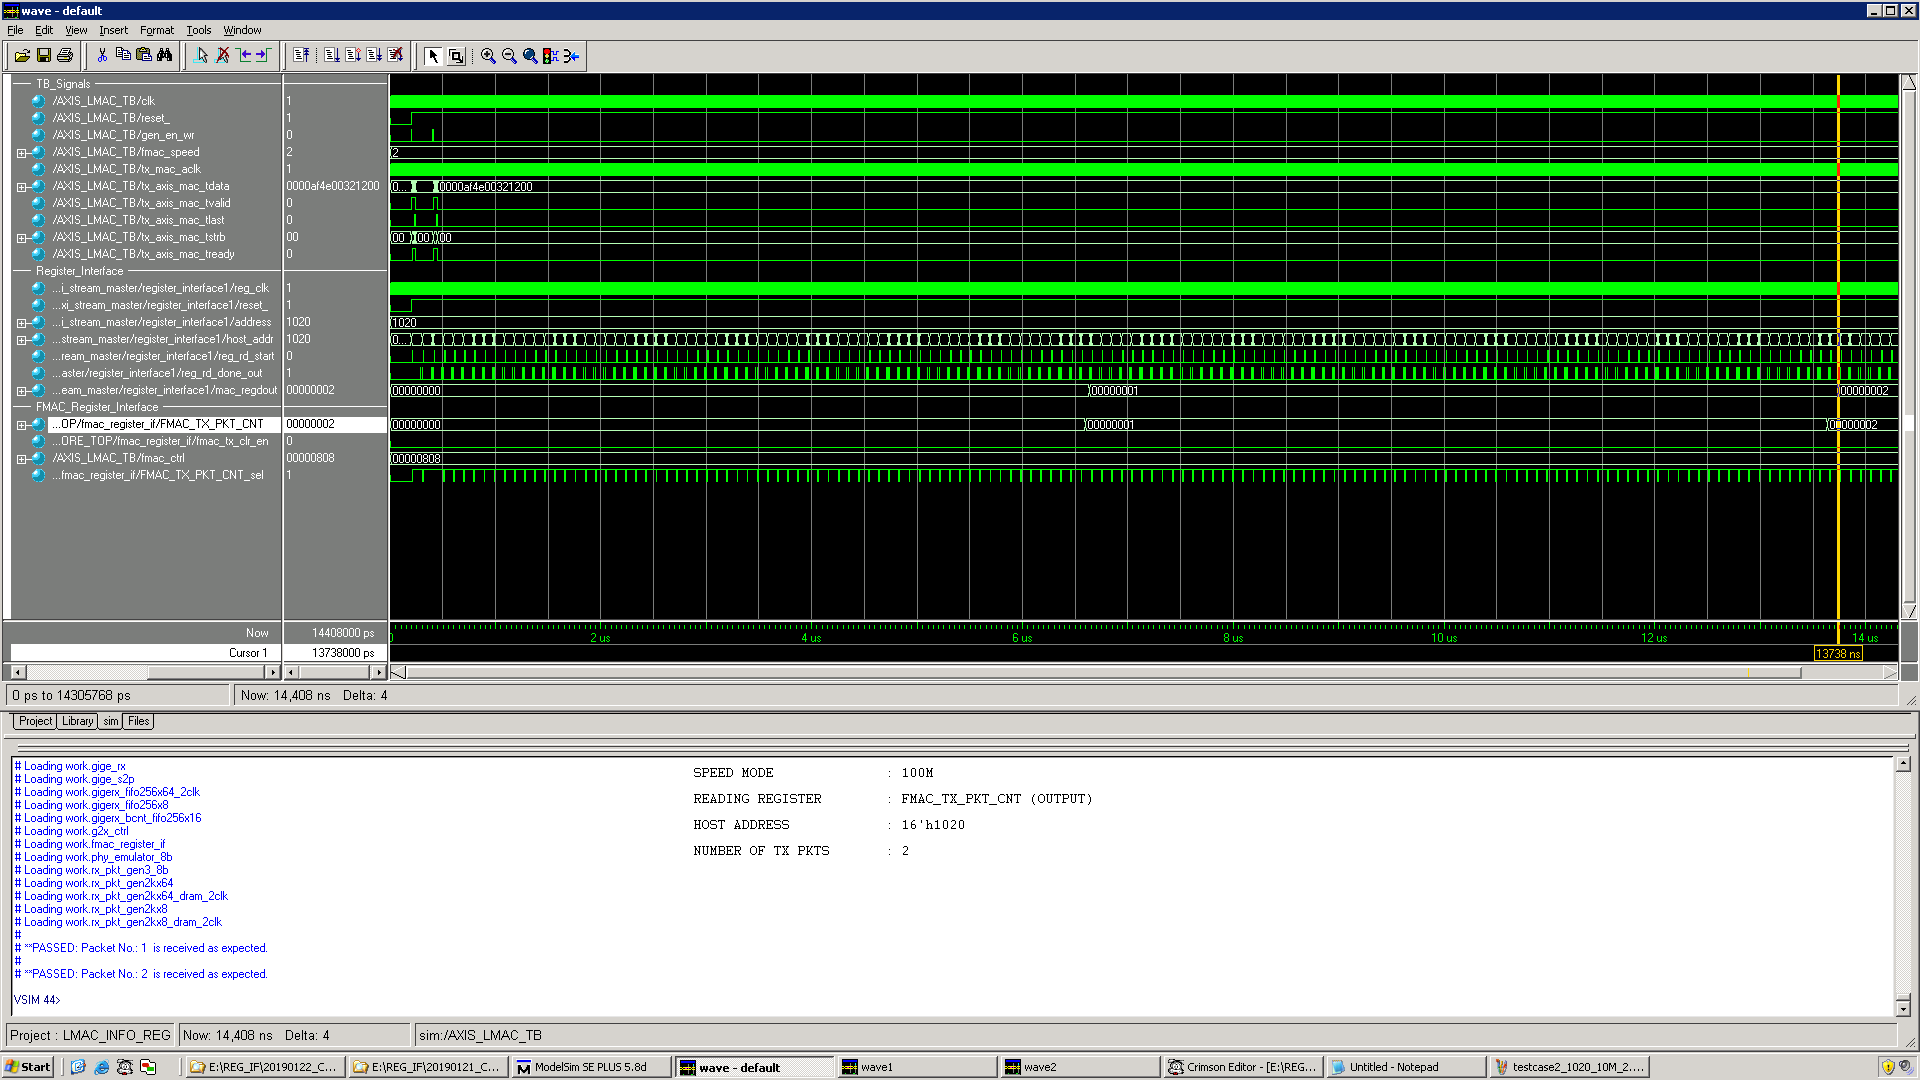 wave - default
File Edit View Insert Format Tools Window
TB_Signals
/AXIS_LMAC_TB/clk 1
/AXIS_LMAC_TB/reset_ 1
/AXIS_LMAC_TB/gen_en_wr 0
/AXIS_LMAC_TB/fmac_speed 2 2
/AXIS_LMAC_TB/tx_mac_aclk 1
/AXIS_LMAC_TB/tx_axis_mac_tdata 0000af4e00321200 0... 0000af4e00321200
/AXIS_LMAC_TB/tx_axis_mac_tvalid 0
/AXIS_LMAC_TB/tx_axis_mac_tlast 0
/AXIS_LMAC_TB/tx_axis_mac_tstrb 00 00 00 00
/AXIS_LMAC_TB/tx_axis_mac_tready 0
Register_Interface
...i_stream_master/register_interface1/reg_clk 1
...xi_stream_master/register_interface1/reset_ 1
...i_stream_master/register_interface1/address 1020 1020
...stream_master/register_interface1/host_addr 1020 0...
...ream_master/register_interface1/reg_rd_start 0
...aster/register_interface1/reg_rd_done_out 1
...eam_master/register_interface1/mac_regdout 00000002 00000000 00000001 00000002
FMAC_Register_Interface
...OP/fmac_register_if/FMAC_TX_PKT_CNT 00000002 00000000 00000001 00000002
...ORE_TOP/fmac_register_if/fmac_tx_clr_en 0
/AXIS_LMAC_TB/fmac_ctrl 00000808 00000808
...fmac_register_if/FMAC_TX_PKT_CNT_sel 1
Now 14408000 ps 0 2 us 4 us 6 us 8 us 10 us 12 us 14 us
Cursor 1 13738000 ps 13738 ns
0 ps to 14305768 ps Now: 14,408 ns Delta: 4
Project Library sim Files
# Loading work.gige_rx
# Loading work.gige_s2p
# Loading work.gigerx_fifo256x64_2clk
# Loading work.gigerx_fifo256x8
# Loading work.gigerx_bcnt_fifo256x16
# Loading work.g2x_ctrl
# Loading work.fmac_register_if
# Loading work.phy_emulator_8b
# Loading work.rx_pkt_gen3_8b
# Loading work.rx_pkt_gen2kx64
# Loading work.rx_pkt_gen2kx64_dram_2clk
# Loading work.rx_pkt_gen2kx8
# Loading work.rx_pkt_gen2kx8_dram_2clk
#
# **PASSED: Packet No.: 1 is received as expected.
#
# **PASSED: Packet No.: 2 is received as expected.
VSIM 44>
SPEED MODE : 100M
READING REGISTER : FMAC_TX_PKT_CNT (OUTPUT)
HOST ADDRESS : 16'h1020
NUMBER OF TX PKTS : 2
Project : LMAC_INFO_REG Now: 14,408 ns Delta: 4 sim:/AXIS_LMAC_TB
Start E:\REG_IF\20190122_C... E:\REG_IF\20190121_C... ModelSim SE PLUS 5.8d wave - default wave1 wave2 Crimson Editor - [E:\REG... Untitled - Notepad testcase2_1020_10M_2....